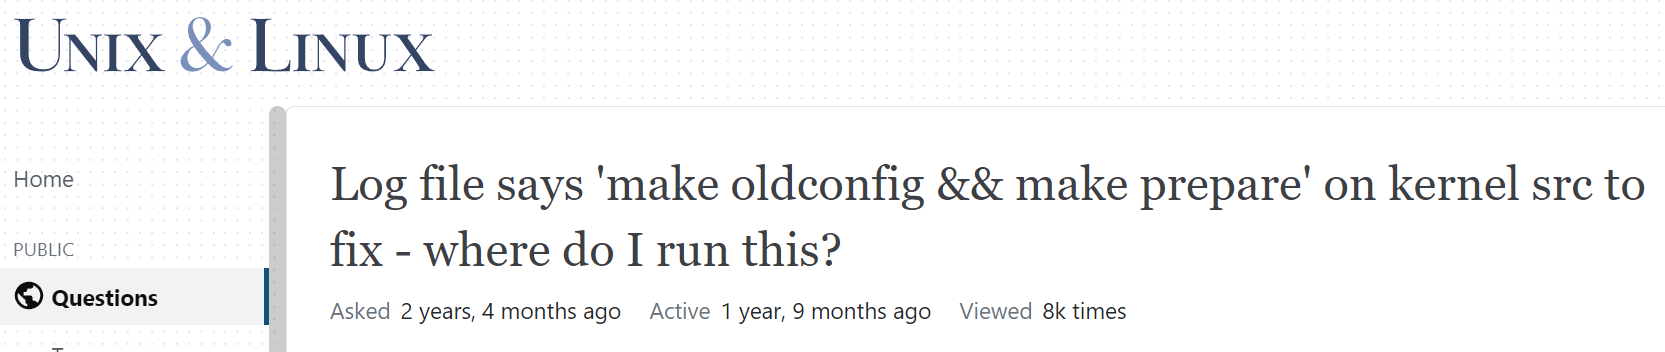 UNIX & LINUX
Home
PUBLIC
Questions
Log file says 'make oldconfig && make prepare' on kernel src to
fix - where do I run this?
Asked 2 years, 4 months ago Active 1 year, 9 months ago Viewed 8k times